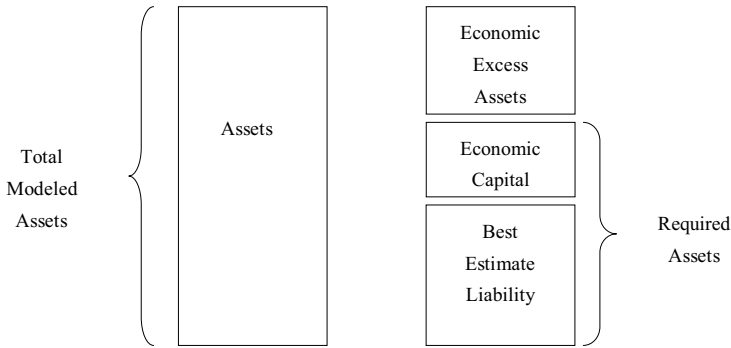 Total
Modeled
Assets
Assets
Economic
Excess
Assets
Economic
Capital
Best
Estimate
Liability
Required
Assets